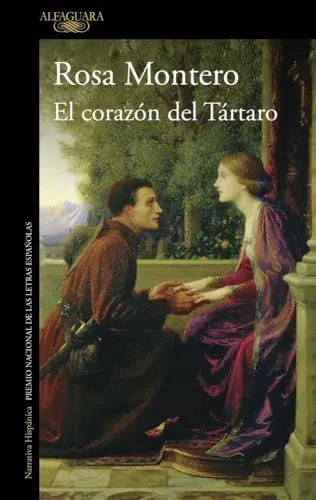 ALFAGUARA
Rosa Montero
El corazón del Tártaro
Narrativa Hispánica PREMIO NACIONAL DE LAS LETRAS ESPAÑOLAS